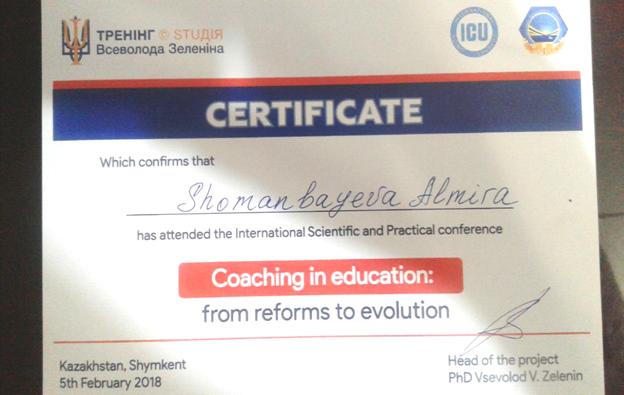 ТРЕНІНГ © STUДІЯ
Всеволода Зеленіна
ICU
CERTIFICATE
Which confirms that
Shomanbayeva Almira
has attended the International Scientific and Practical conference
Coaching in education:
from reforms to evolution
Kazakhstan, Shymkent
5th February 2018
Head of the project
PhD Vsevolod V. Zelenin